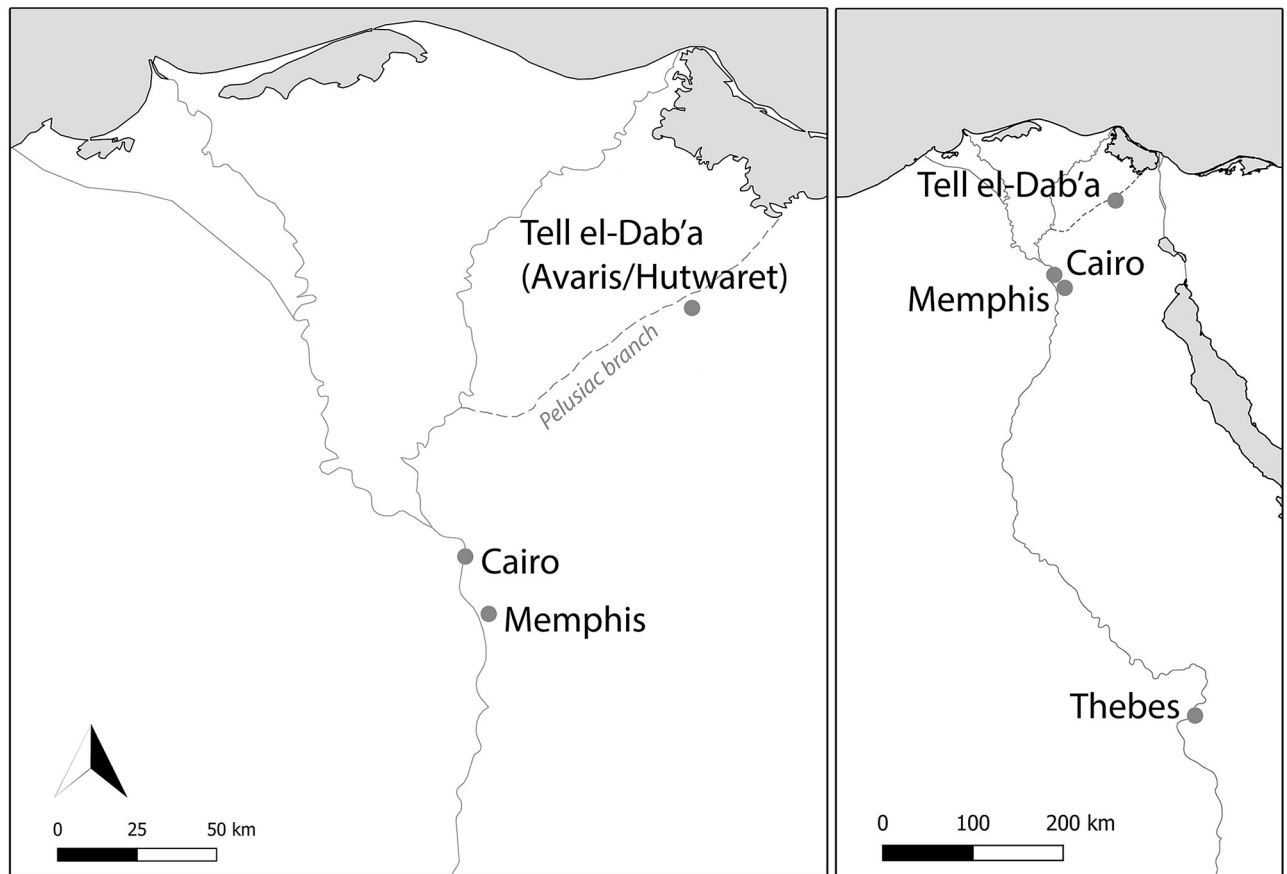 Tell el-Dab’a
(Avaris/Hutwaret)
Pelusiac branch
Cairo
Memphis
0 25 50 km
Tell el-Dab’a
Cairo
Memphis
Thebes
0 100 200 km